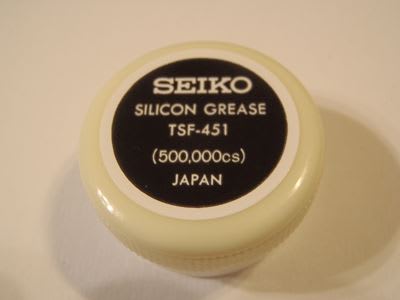 SEIKO
SILICON GREASE
TSF-451
(500,000cs)
JAPAN